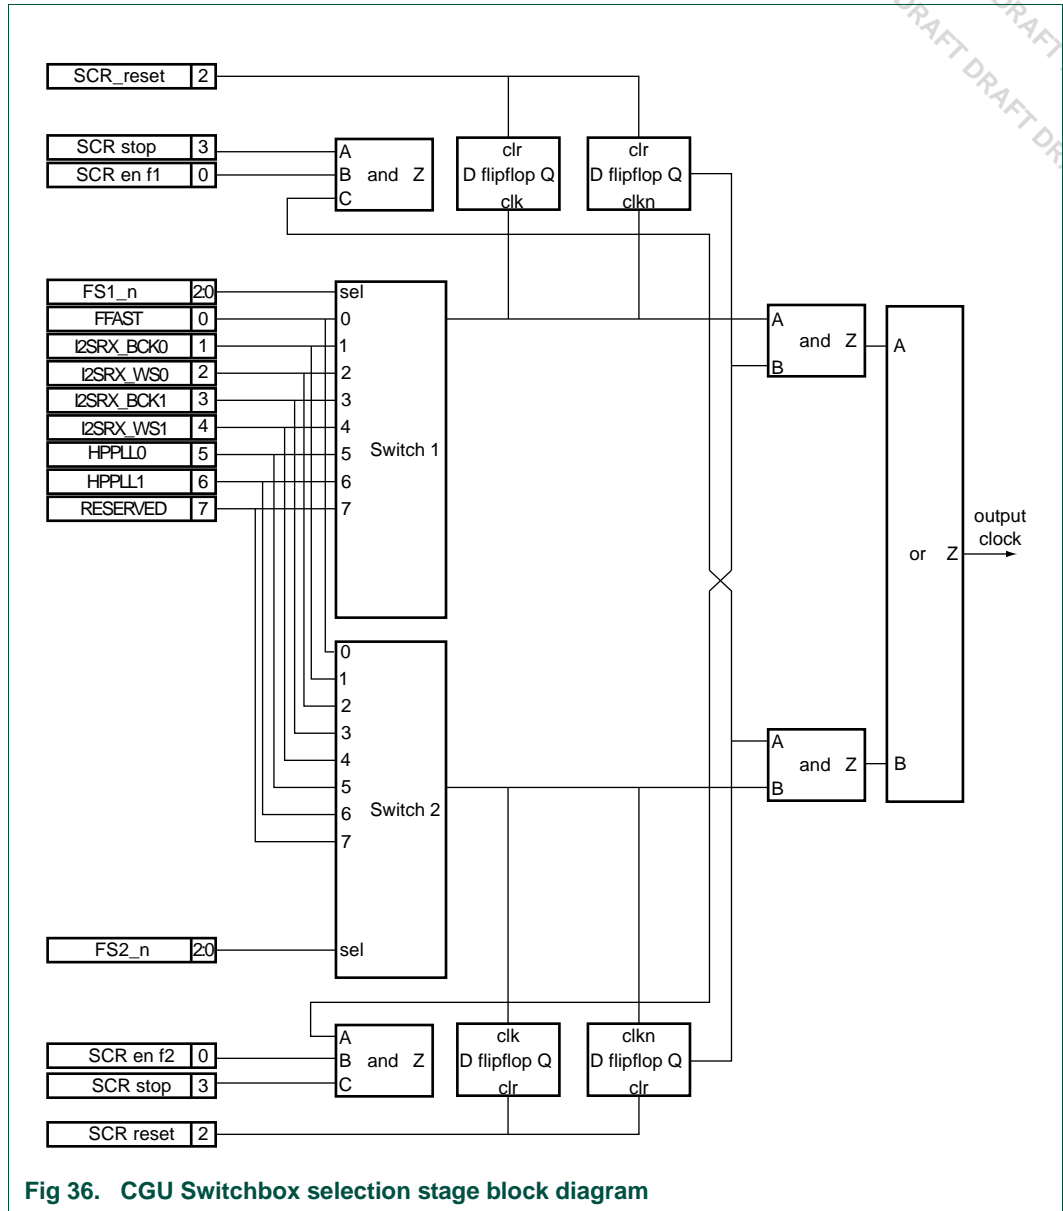 DRAFT DRAFT DRA
DRAFT
SCR_reset 2
SCR stop 3
SCR en f1 0
A
B and Z
C
clr
D flipflop Q
clk
clr
D flipflop Q
clkn
FS1_n 2:0
FFAST 0
I2SRX_BCK0 1
I2SRX_WS0 2
I2SRX_BCK1 3
I2SRX_WS1 4
HPPLL0 5
HPPLL1 6
RESERVED 7
sel
0
1
2
3
4
5
6
7
Switch 1
A
and Z
B
A
or Z
B
output
clock
0
1
2
3
4
5
6
7
Switch 2
sel
A
and Z
B
FS2_n 2:0
SCR en f2 0
SCR stop 3
SCR reset 2
A
B and Z
C
clk
D flipflop Q
clr
clkn
D flipflop Q
clr
Fig 36. CGU Switchbox selection stage block diagram